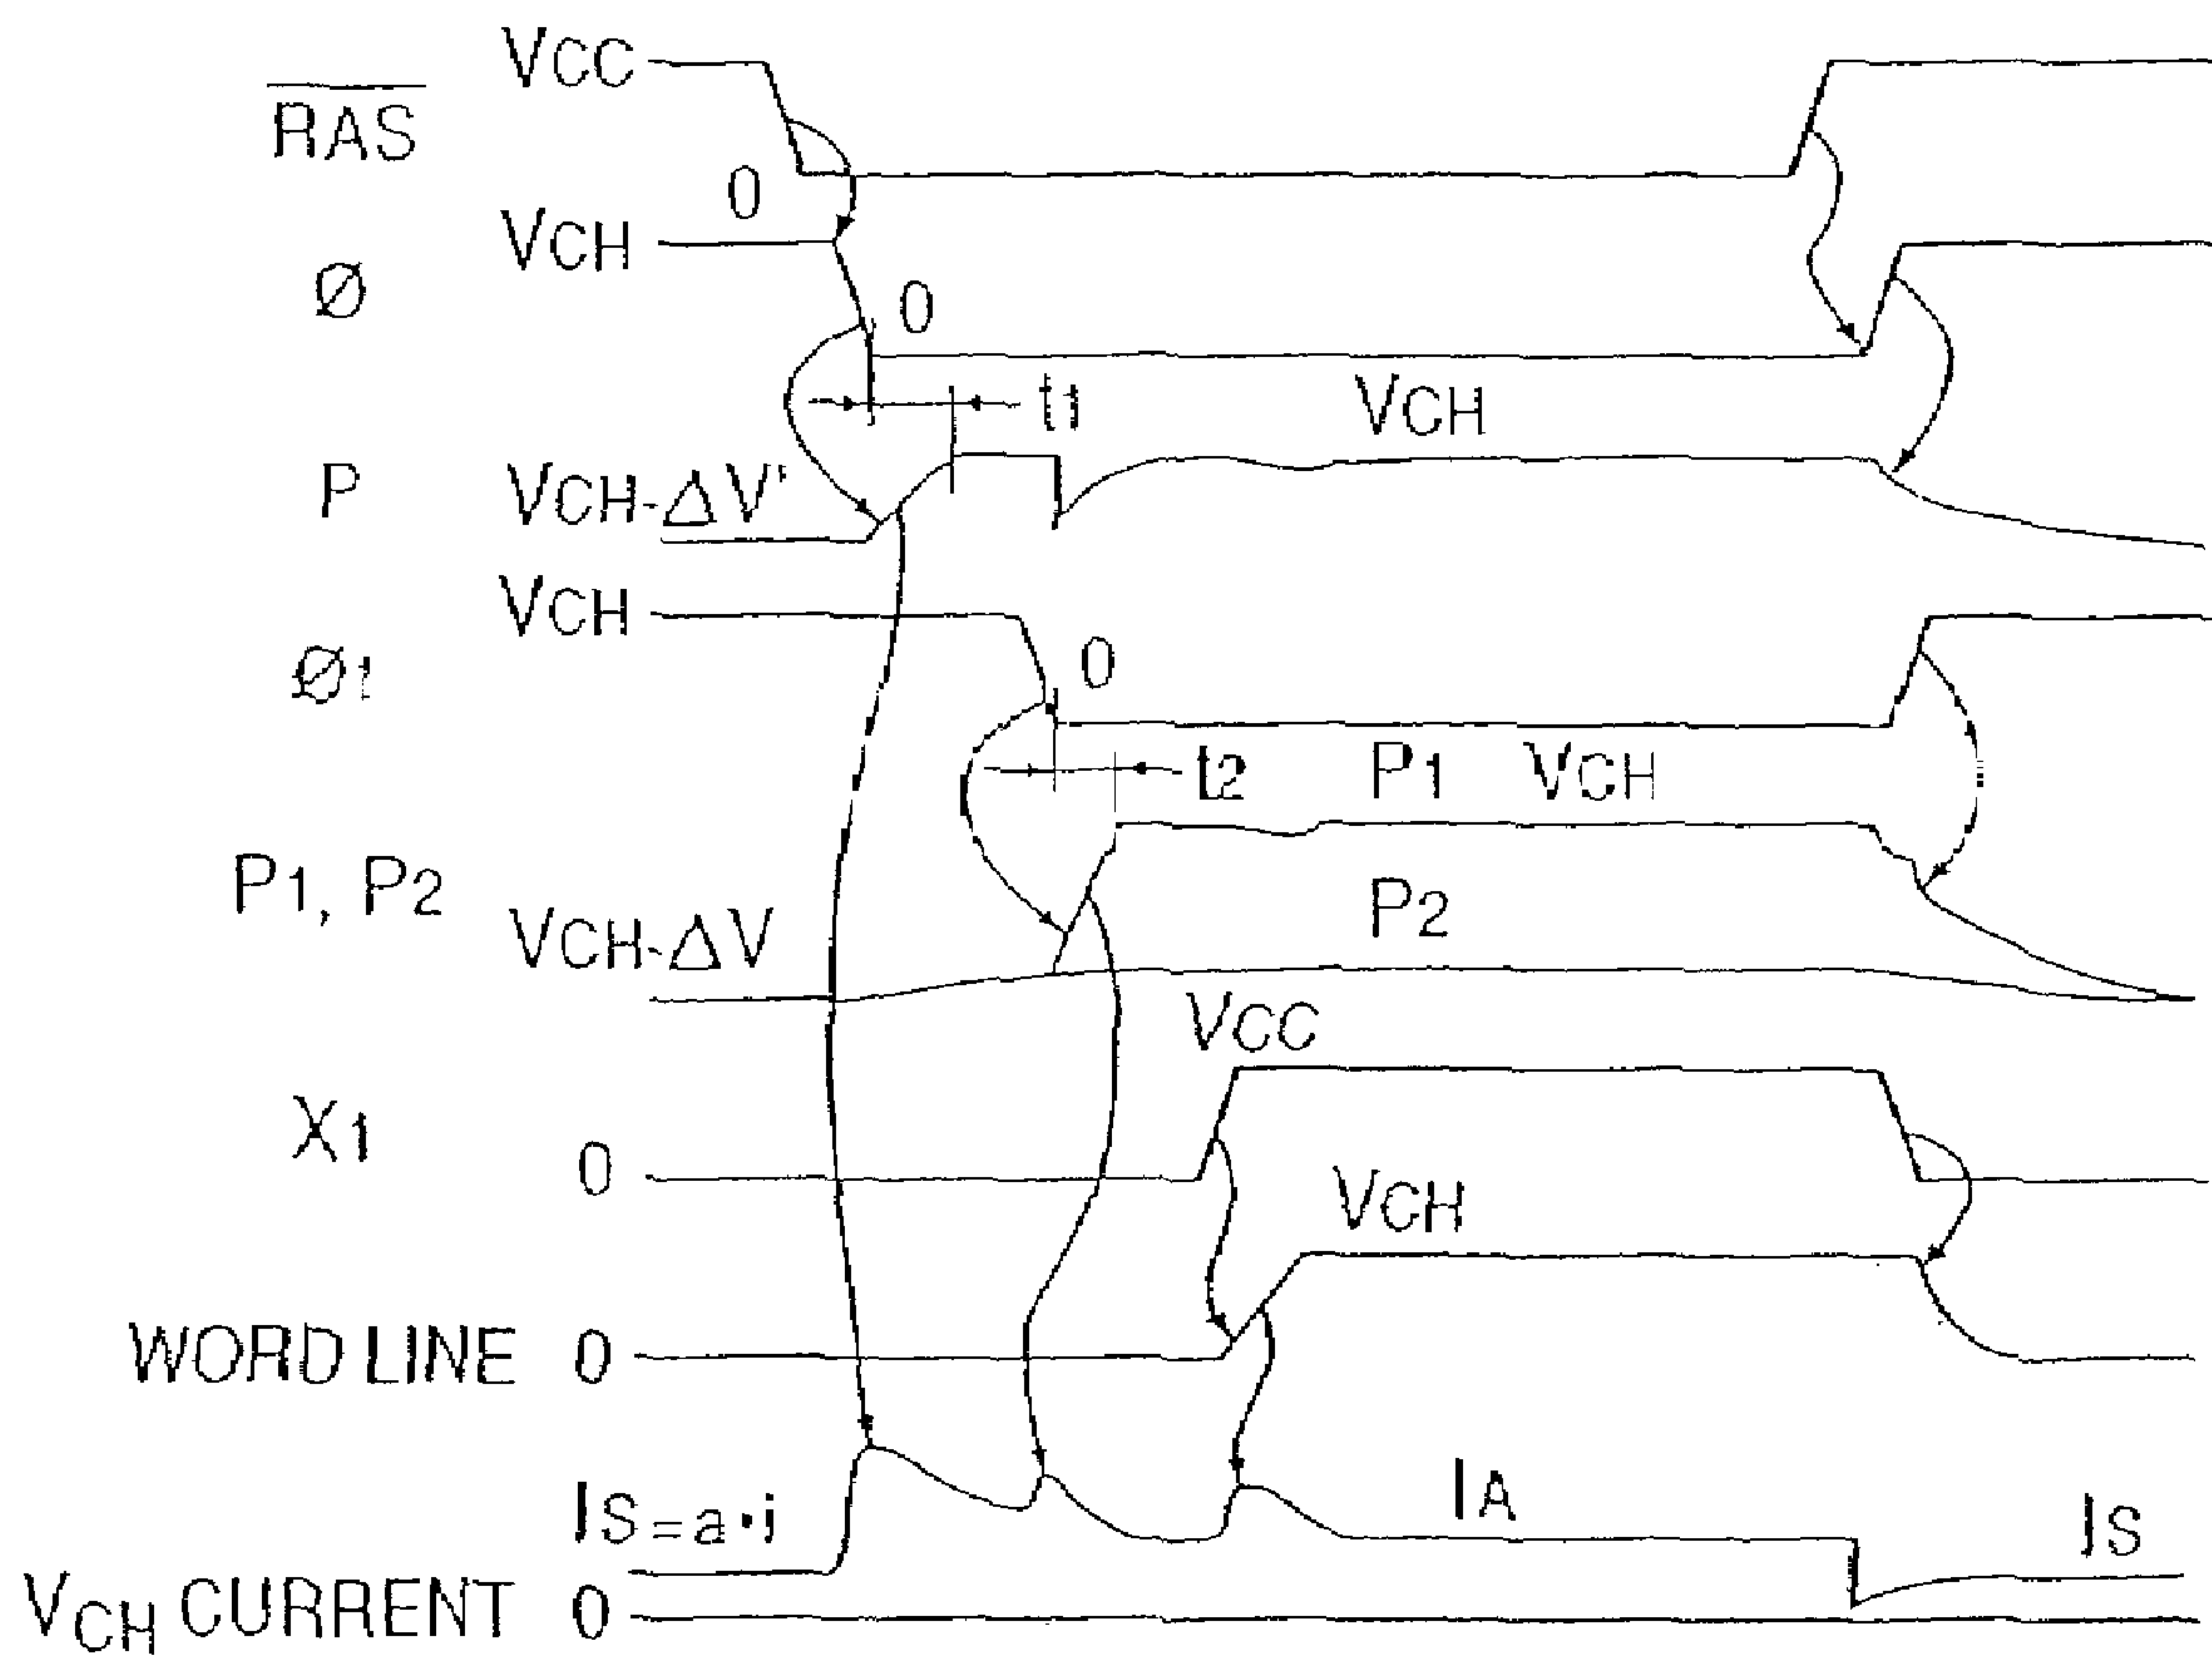 VCC
RAS
0
VCH
Ø
0
t1
VCH
P
VCH-ΔV'
VCH
Ø1
0
t2
P1 VCH
P1, P2
P2
VCH-ΔV
VCC
X1
0
VCH
WORD LINE 0
IS=a·i
IA
IS
VCH CURRENT 0